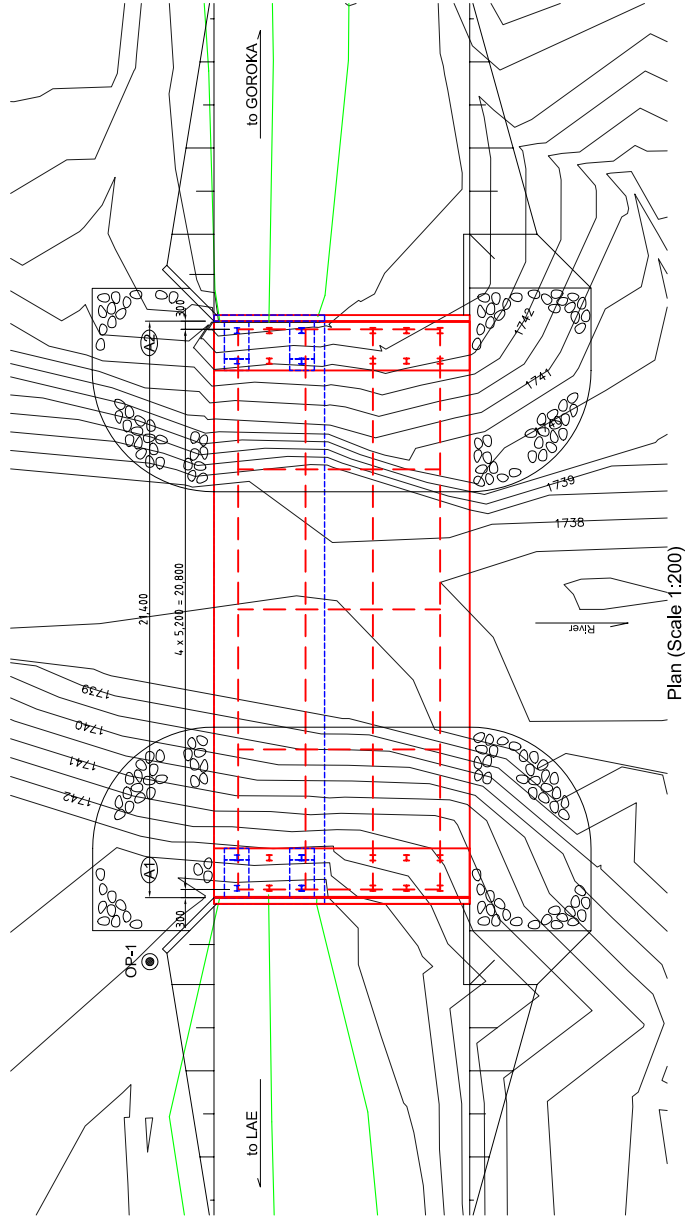 to GOROKA
300
A2
1742
1741
1740
1739
1738
21,400
4 x 5,200 = 20,800
River
Plan (Scale 1:200)
1739
1740
1741
1742
A1
300
OP-1
to LAE